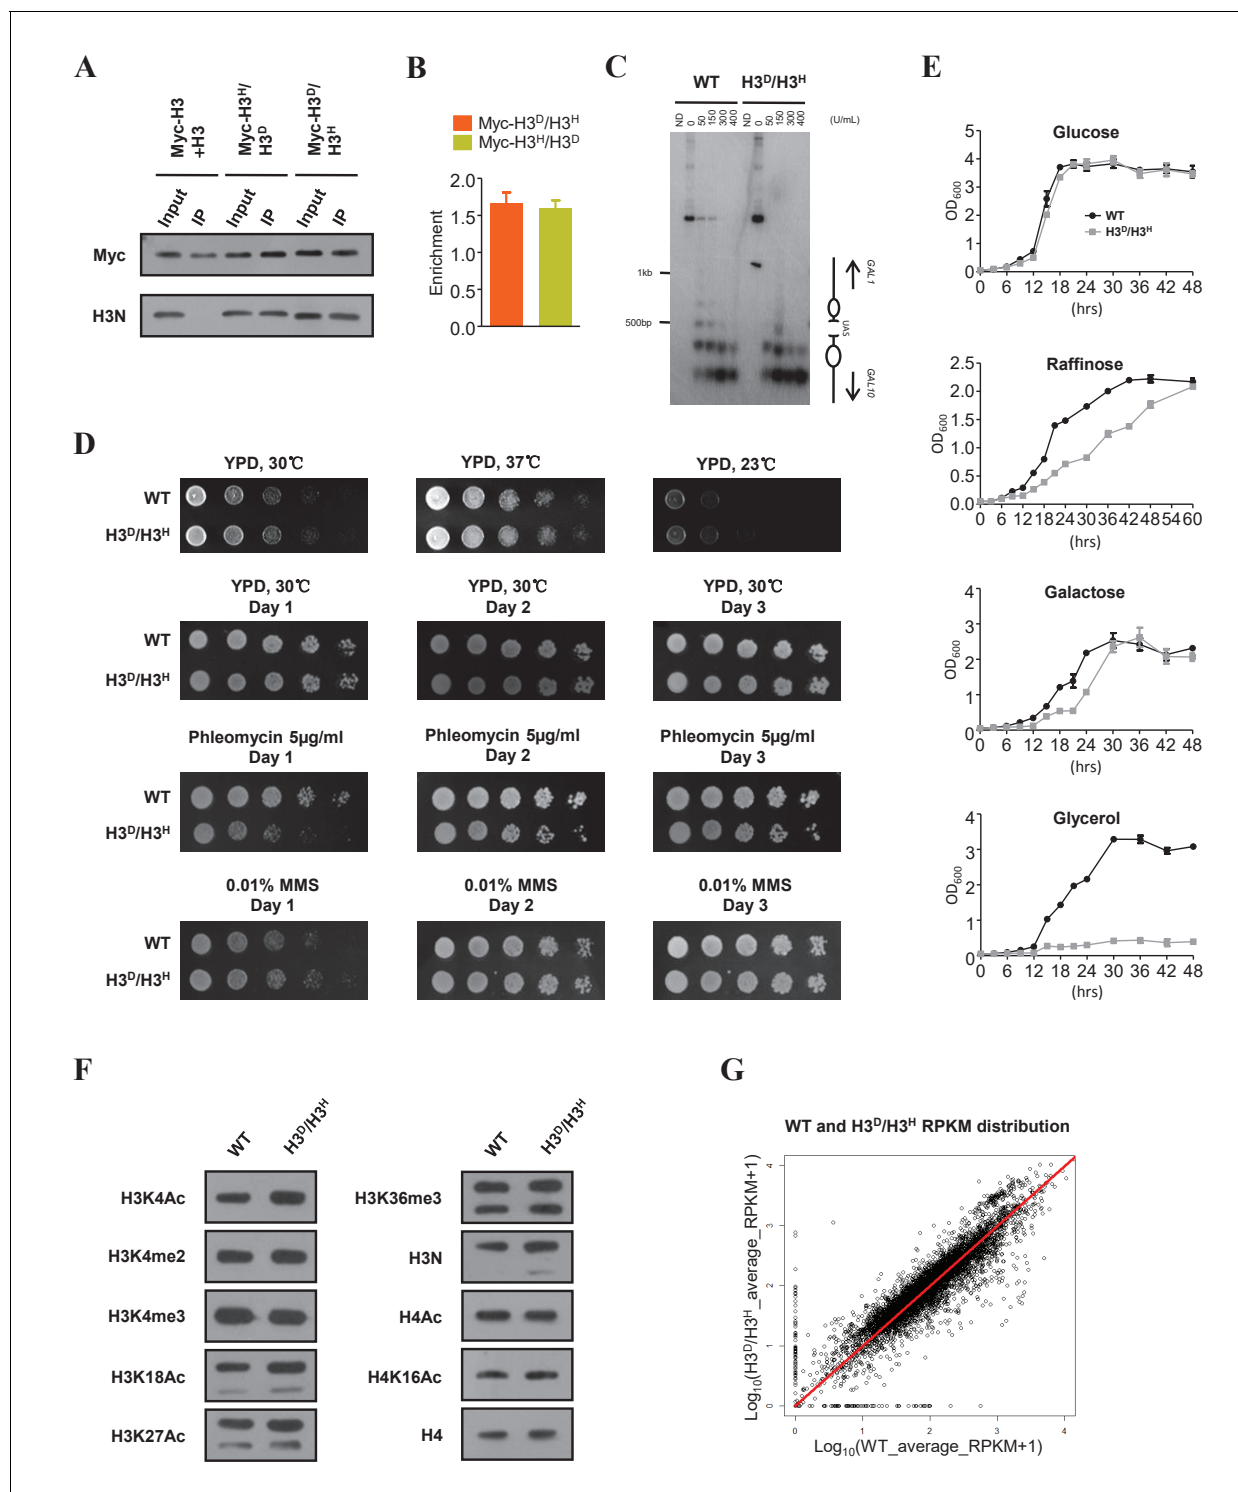 A
Myc-H3
+H3
Myc-H3ᴴ/
H3ᴰ
Myc-H3ᴰ/
H3ᴴ
Input
IP
Input
IP
Input
IP
Myc
H3N
B
Myc-H3ᴰ/H3ᴴ
Myc-H3ᴴ/H3ᴰ
Enrichment
2.0
1.5
1.0
0.5
0.0
C
WT H3ᴰ/H3ᴴ
ND 0 50 150 300 400 ND 0 50 150 300 400 (U/mL)
1kb
500bp
GAL1
UAS
GAL10
D
YPD, 30℃ YPD, 37℃ YPD, 23℃
WT
H3ᴰ/H3ᴴ
YPD, 30℃ YPD, 30℃ YPD, 30℃
Day 1 Day 2 Day 3
WT
H3ᴰ/H3ᴴ
Phleomycin 5µg/ml Phleomycin 5µg/ml Phleomycin 5µg/ml
Day 1 Day 2 Day 3
WT
H3ᴰ/H3ᴴ
0.01% MMS 0.01% MMS 0.01% MMS
Day 1 Day 2 Day 3
WT
H3ᴰ/H3ᴴ
E
Glucose
OD₆₀₀
5
4
3
2
1
0
WT
H3ᴰ/H3ᴴ
0 6 12 18 24 30 36 42 48
(hrs)
Raffinose
OD₆₀₀
2.5
2.0
1.5
1.0
0.5
0.0
0 6 12 18 24 30 36 42 48 54 60
(hrs)
Galactose
OD₆₀₀
4
3
2
1
0
0 6 12 18 24 30 36 42 48
(hrs)
Glycerol
OD₆₀₀
4
3
2
1
0
0 6 12 18 24 30 36 42 48
(hrs)
F
WT H3ᴰ/H3ᴴ
H3K4Ac
H3K4me2
H3K4me3
H3K18Ac
H3K27Ac
WT H3ᴰ/H3ᴴ
H3K36me3
H3N
H4Ac
H4K16Ac
H4
G
WT and H3ᴰ/H3ᴴ RPKM distribution
Log₁₀(H3ᴰ/H3ᴴ_average_RPKM+1)
4
3
2
1
0
0 1 2 3 4
Log₁₀(WT_average_RPKM+1)